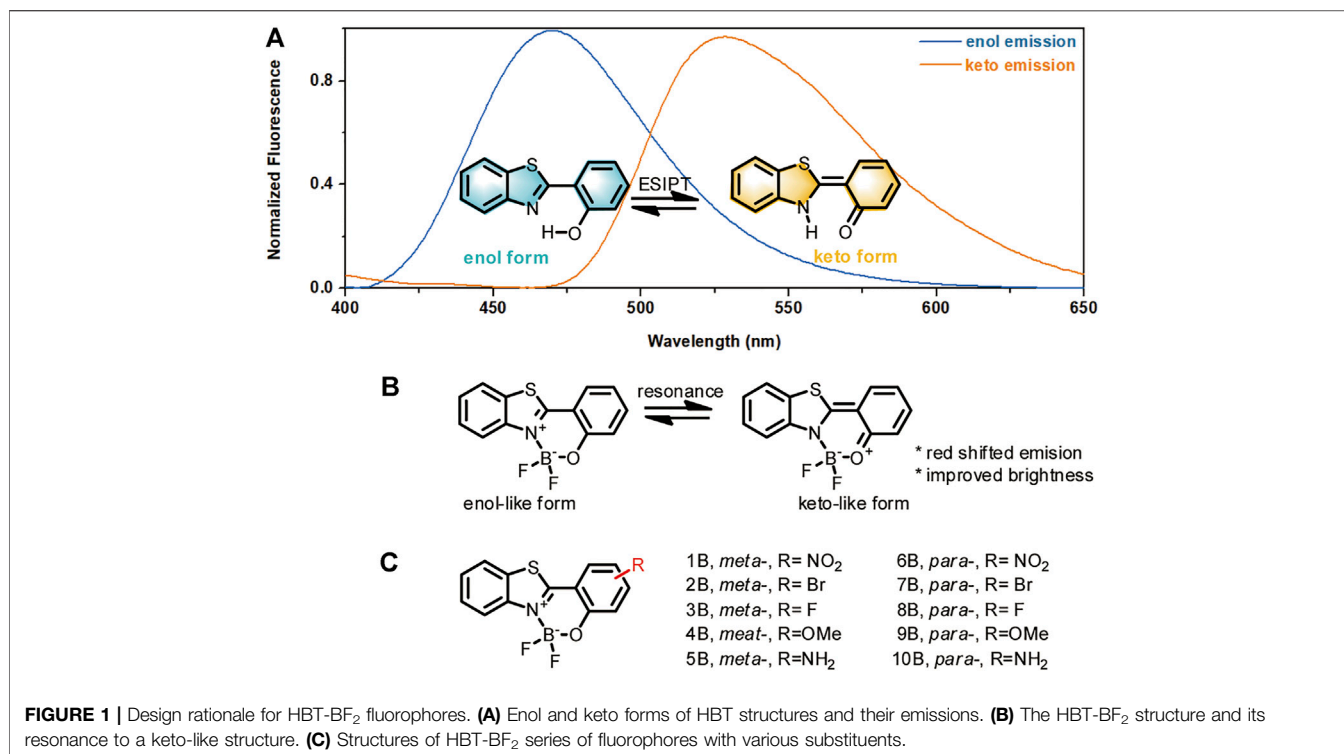 A
enol emission
keto emission
Normalized Fluorescence
0.8
0.4
0.0
400 450 500 550 600 650
Wavelength (nm)
S
N
H
O
enol form
ESIPT
S
N
H
O
keto form
B
S
N+
B-
O
F
F
enol-like form
resonance
S
N
B-
O+
F
F
keto-like form
* red shifted emision
* improved brightness
C
S
N+
B-
O
F
F
R
1B, meta-, R= NO₂
2B, meta-, R= Br
3B, meta-, R= F
4B, meat-, R=OMe
5B, meta-, R=NH₂
6B, para-, R= NO₂
7B, para-, R= Br
8B, para-, R= F
9B, para-, R=OMe
10B, para-, R=NH₂
FIGURE 1 | Design rationale for HBT-BF₂ fluorophores. (A) Enol and keto forms of HBT structures and their emissions. (B) The HBT-BF₂ structure and its
resonance to a keto-like structure. (C) Structures of HBT-BF₂ series of fluorophores with various substituents.